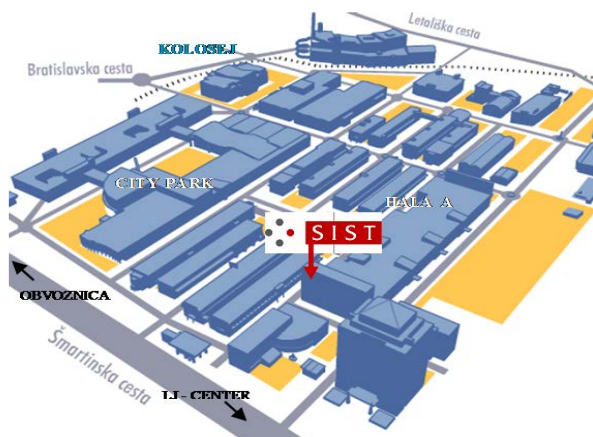 Letališka cesta
KOLOSEJ
Bratislavska cesta
CITY PARK
HALA A
SIST
OBVOZNICA
Šmartinska cesta
LJ - CENTER